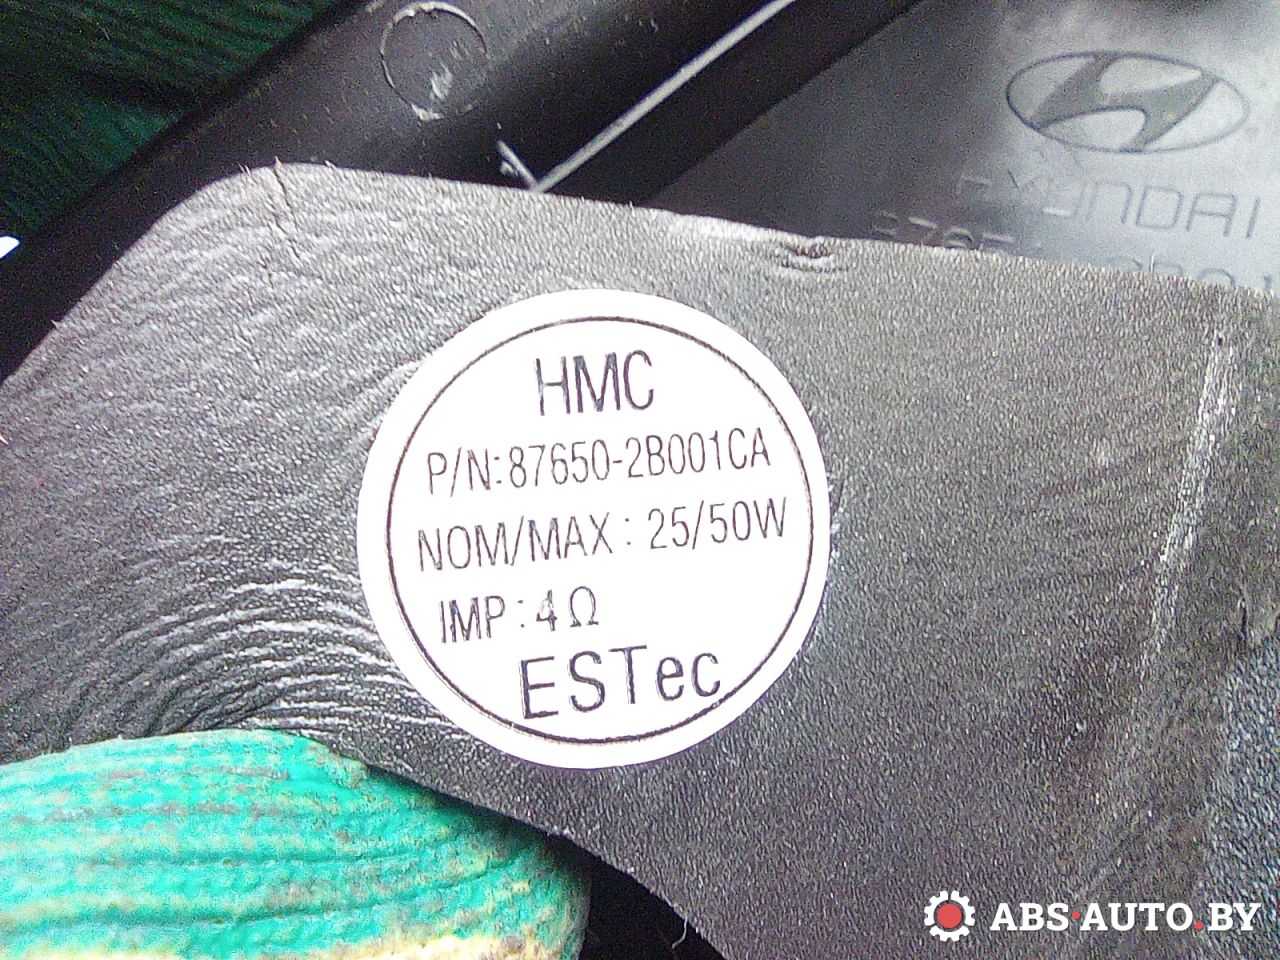 HYUNDAI
HMC
P/N:87650-2B001CA
NOM/MAX : 25/50W
IMP : 4Ω
ESTec
ABS·AUTO.BY